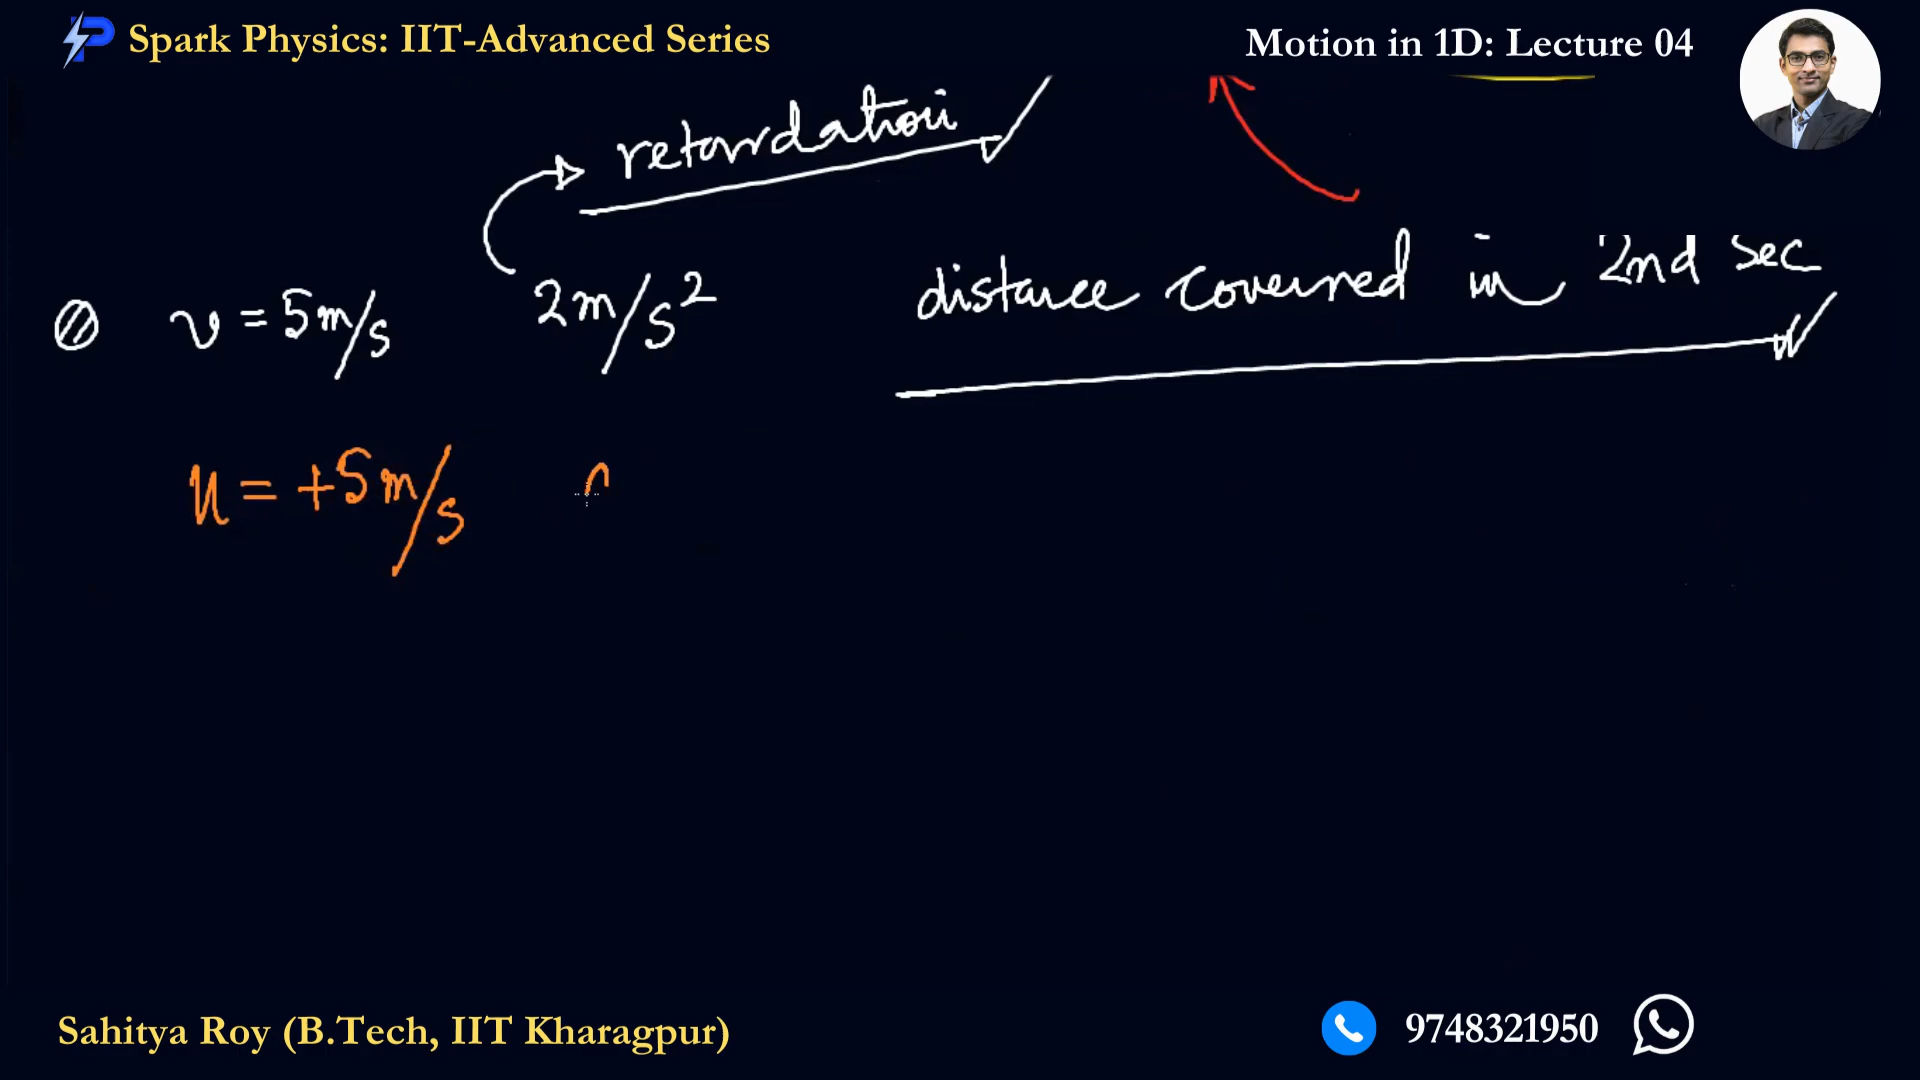 Spark Physics: IIT-Advanced Series
Motion in 1D: Lecture 04
retardation
v = 5m/s 2m/s² distance covered in 2nd sec
u = +5m/s
Sahitya Roy (B.Tech, IIT Kharagpur)
9748321950